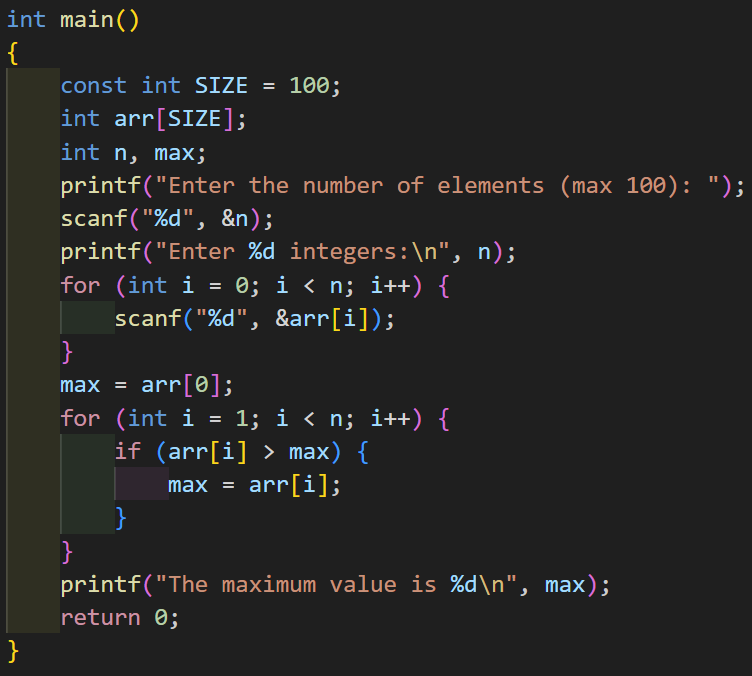 int main()
{
    const int SIZE = 100;
    int arr[SIZE];
    int n, max;
    printf("Enter the number of elements (max 100): ");
    scanf("%d", &n);
    printf("Enter %d integers:\n", n);
    for (int i = 0; i < n; i++) {
        scanf("%d", &arr[i]);
    }
    max = arr[0];
    for (int i = 1; i < n; i++) {
        if (arr[i] > max) {
            max = arr[i];
        }
    }
    printf("The maximum value is %d\n", max);
    return 0;
}